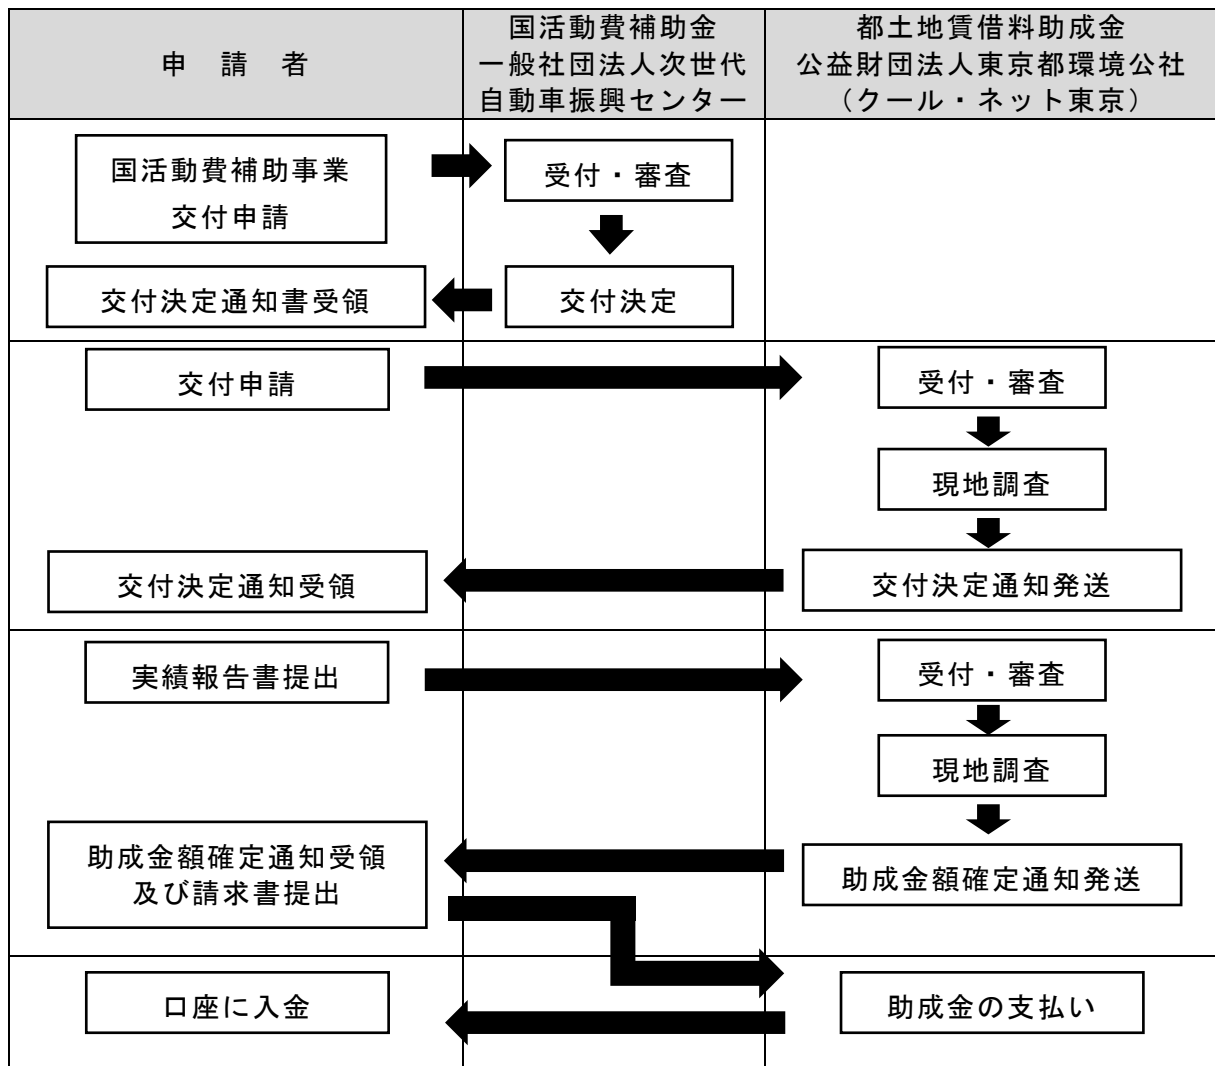 申　請　者
国活動費補助金
一般社団法人次世代
自動車振興センター
都土地賃借料助成金
公益財団法人東京都環境公社
（クール・ネット東京）
国活動費補助事業
交付申請
受付・審査
交付決定通知書受領
交付決定
交付申請
受付・審査
現地調査
交付決定通知受領
交付決定通知発送
実績報告書提出
受付・審査
現地調査
助成金額確定通知受領
及び請求書提出
助成金額確定通知発送
口座に入金
助成金の支払い